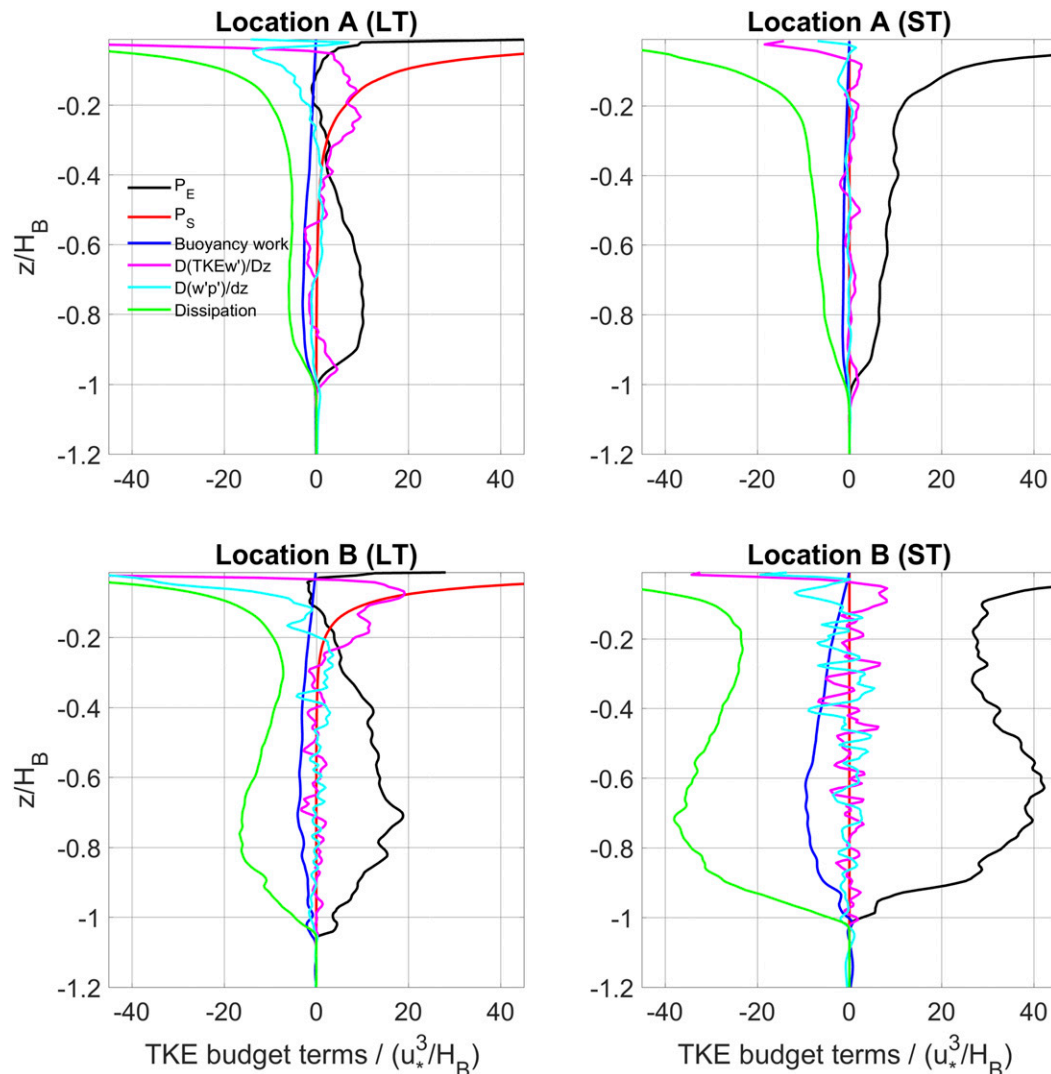 Location A (LT)
Location A (ST)
-0.2
-0.4
-0.6
-0.8
-1
-1.2
z/H_B
P_E
P_S
Buoyancy work
D(TKEw')/Dz
D(w'p')/dz
Dissipation
-40 -20 0 20 40
-0.2
-0.4
-0.6
-0.8
-1
-1.2
-40 -20 0 20 40
Location B (LT)
Location B (ST)
-0.2
-0.4
-0.6
-0.8
-1
-1.2
z/H_B
-40 -20 0 20 40
TKE budget terms / (u_*^3/H_B)
-0.2
-0.4
-0.6
-0.8
-1
-1.2
-40 -20 0 20 40
TKE budget terms / (u_*^3/H_B)